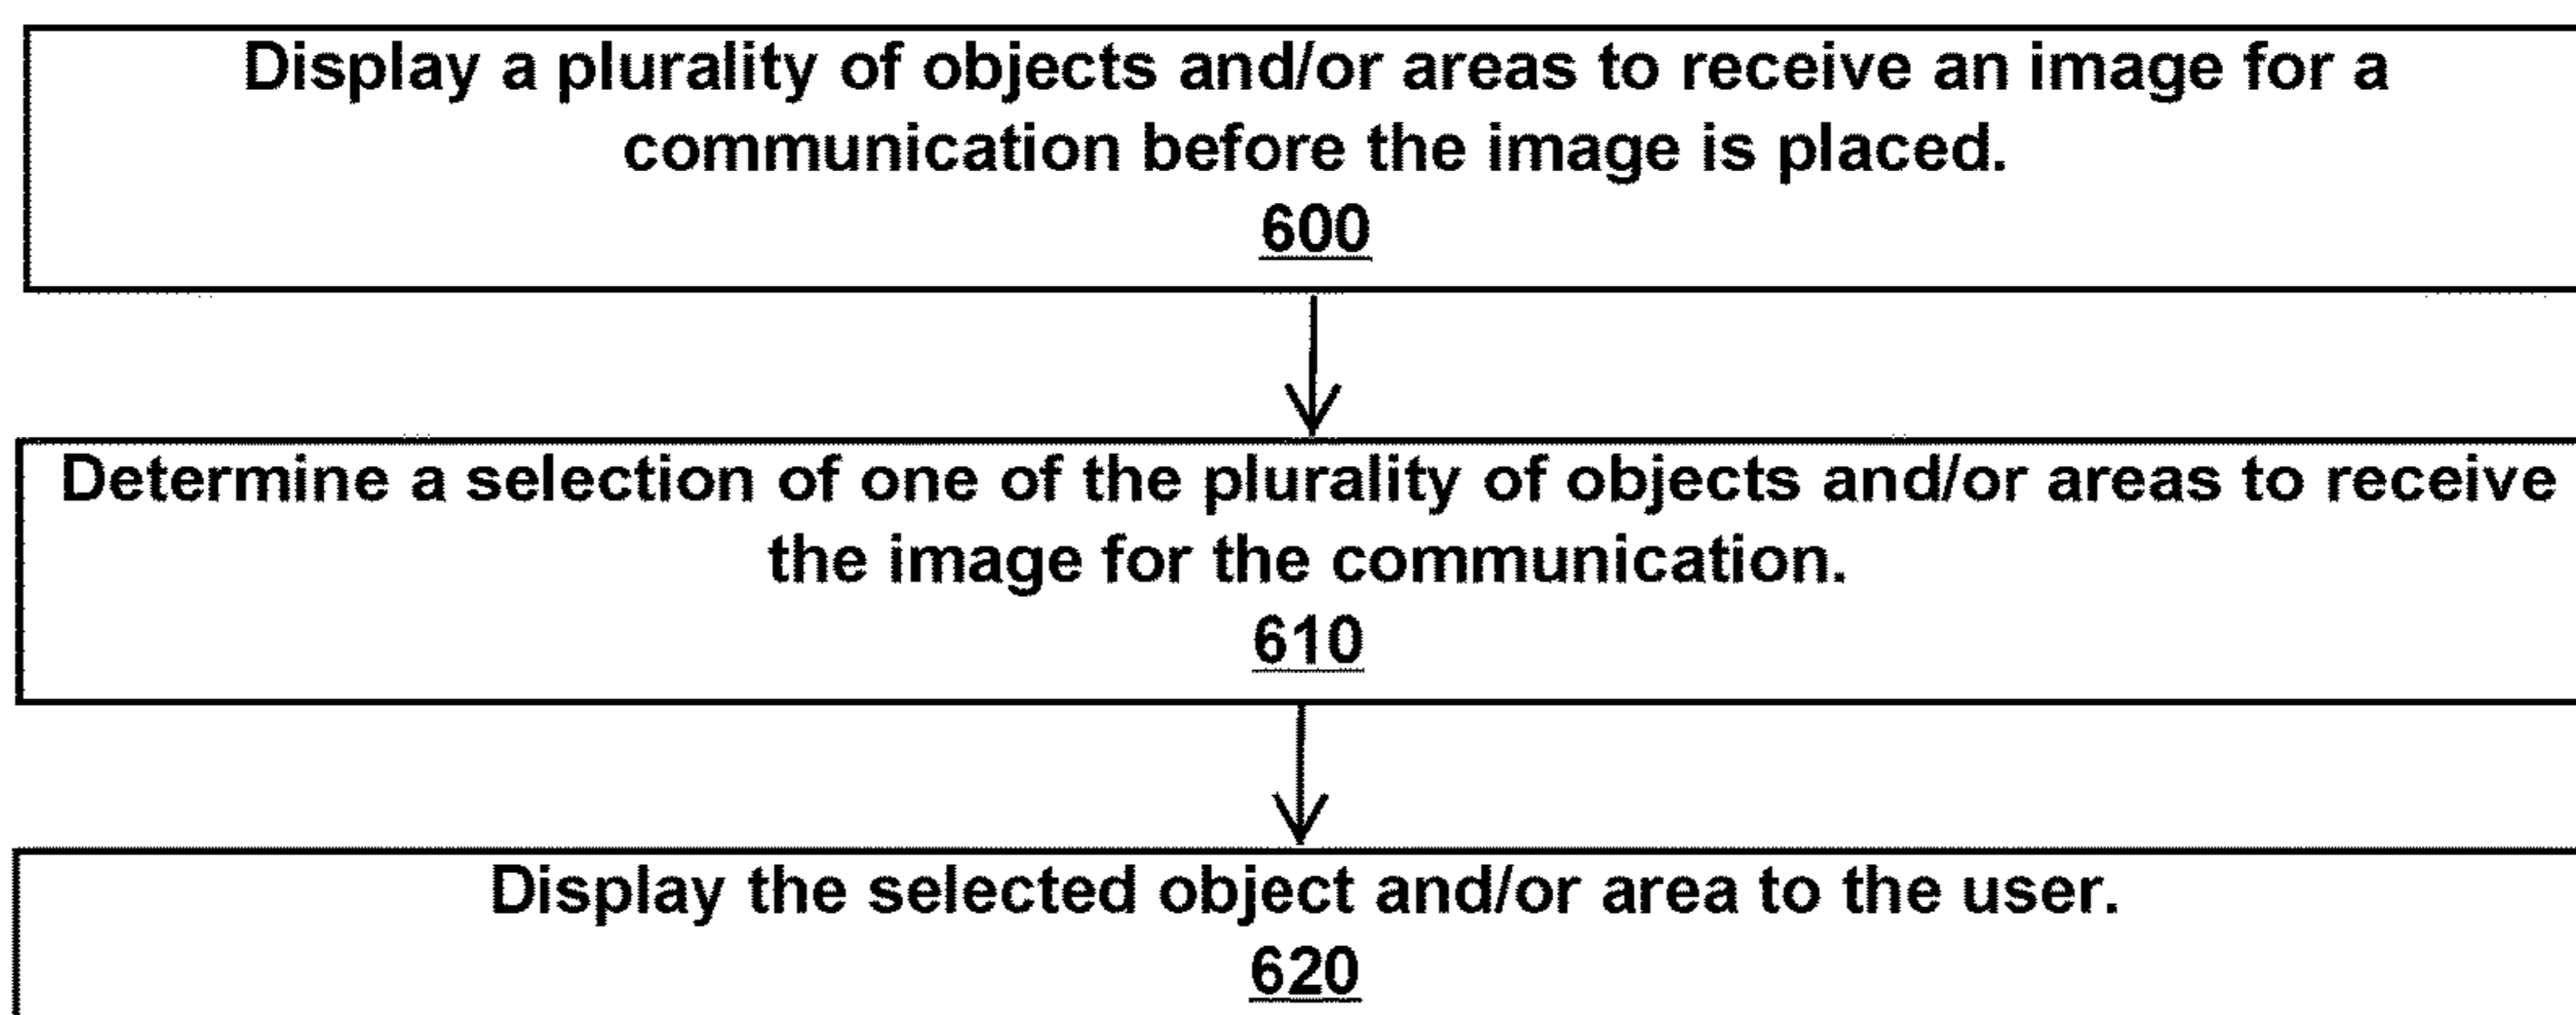 Display a plurality of objects and/or areas to receive an image for a
communication before the image is placed.
600
Determine a selection of one of the plurality of objects and/or areas to receive
the image for the communication.
610
Display the selected object and/or area to the user.
620